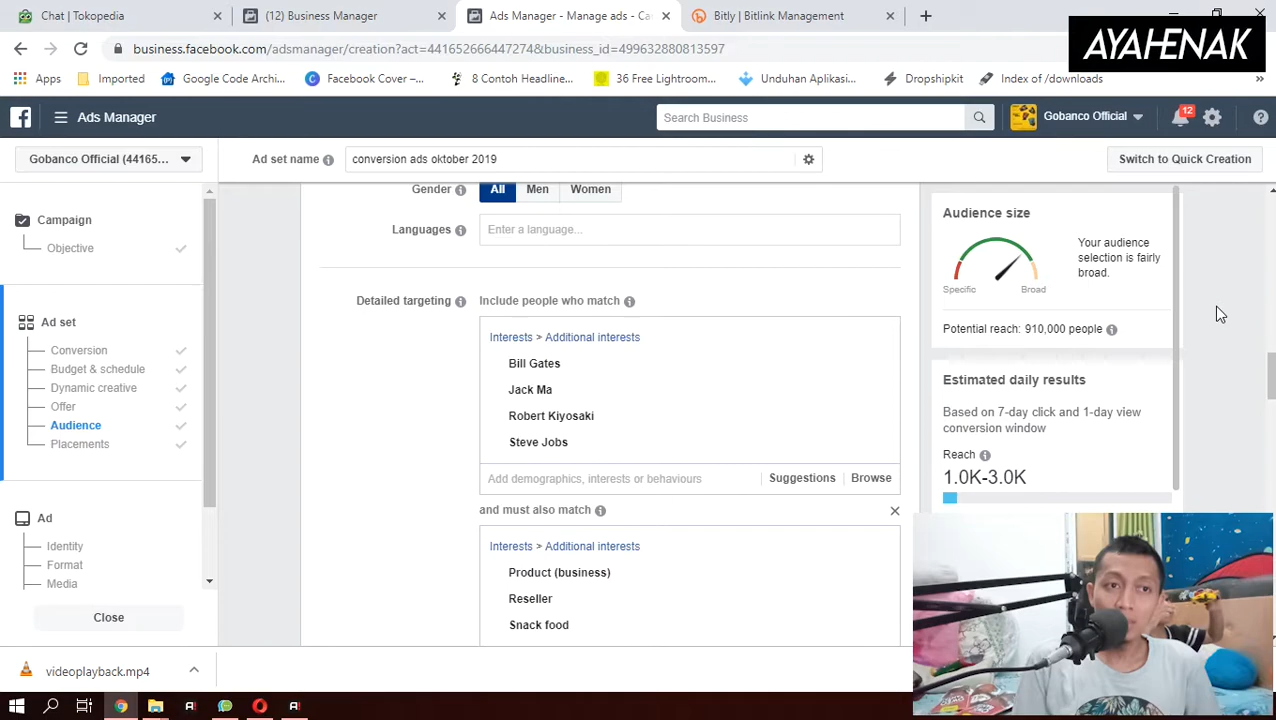 Chat | Tokopedia
(12) Business Manager
Ads Manager - Manage ads - Ca
Bitly | Bitlink Management
AYAHENAK
business.facebook.com/adsmanager/creation?act=441652666447274&business_id=499632880813597
Apps
Imported
Google Code Archi...
Facebook Cover –...
8 Contoh Headline...
36 Free Lightroom...
Unduhan Aplikasi...
Dropshipkit
Index of /downloads
»
Ads Manager
Search Business
Gobanco Official
12
Gobanco Official (44165...
Ad set name
conversion ads oktober 2019
Switch to Quick Creation
Campaign
Objective
Ad set
Conversion
Budget & schedule
Dynamic creative
Offer
Audience
Placements
Ad
Identity
Format
Media
Close
Gender
All
Men
Women
Languages
Enter a language...
Detailed targeting
Include people who match
Interests > Additional interests
Bill Gates
Jack Ma
Robert Kiyosaki
Steve Jobs
Add demographics, interests or behaviours
Suggestions
Browse
and must also match
Interests > Additional interests
Product (business)
Reseller
Snack food
Audience size
Specific
Broad
Your audience
selection is fairly
broad.
Potential reach: 910,000 people
Estimated daily results
Based on 7-day click and 1-day view
conversion window
Reach
1.0K-3.0K
videoplayback.mp4